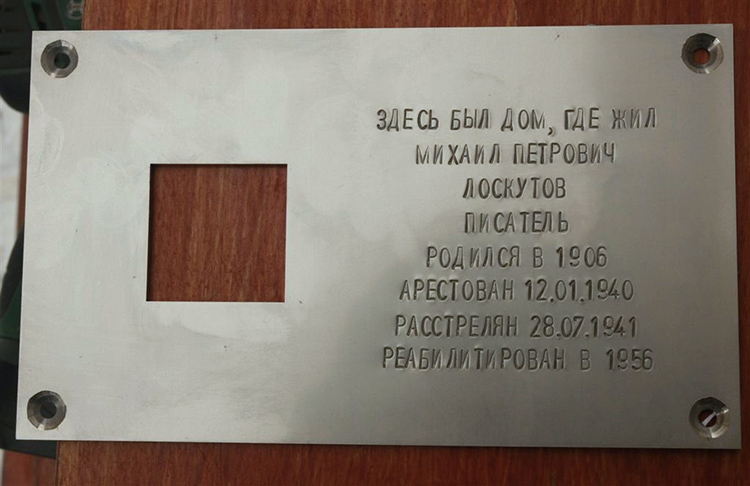 ЗДЕСЬ БЫЛ ДОМ, ГДЕ ЖИЛ
МИХАИЛ ПЕТРОВИЧ
ЛОСКУТОВ
ПИСАТЕЛЬ
РОДИЛСЯ В 1906
АРЕСТОВАН 12.01.1940
РАССТРЕЛЯН 28.07.1941
РЕАБИЛИТИРОВАН В 1956